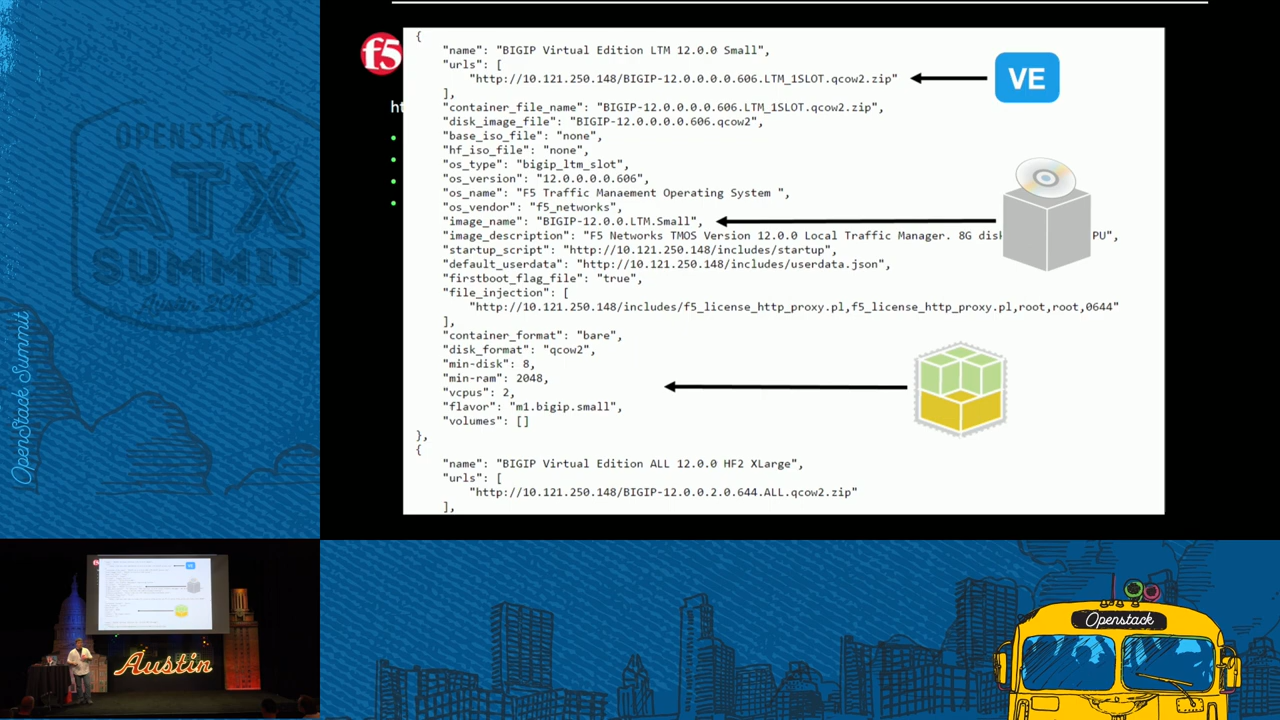 f5
ht
{
"name": "BIGIP Virtual Edition LTM 12.0.0 Small",
"urls": [
"http://10.121.250.148/BIGIP-12.0.0.0.0.606.LTM_1SLOT.qcow2.zip"
],
"container_file_name": "BIGIP-12.0.0.0.0.606.LTM_1SLOT.qcow2.zip",
"disk_image_file": "BIGIP-12.0.0.0.0.606.qcow2",
"base_iso_file": "none",
"hf_iso_file": "none",
"os_type": "bigip_ltm_slot",
"os_version": "12.0.0.0.0.606",
"os_name": "F5 Traffic Manaement Operating System ",
"os_vendor": "f5_networks",
"image_name": "BIGIP-12.0.0.LTM.Small",
"image_description": "F5 Networks TMOS Version 12.0.0 Local Traffic Manager. 8G dis PU",
"startup_script": "http://10.121.250.148/includes/startup",
"default_userdata": "http://10.121.250.148/includes/userdata.json",
"firstboot_flag_file": "true",
"file_injection": [
"http://10.121.250.148/includes/f5_license_http_proxy.pl,f5_license_http_proxy.pl,root,root,0644"
],
"container_format": "bare",
"disk_format": "qcow2",
"min-disk": 8,
"min-ram": 2048,
"vcpus": 2,
"flavor": "m1.bigip.small",
"volumes": []
},
{
"name": "BIGIP Virtual Edition ALL 12.0.0 HF2 XLarge",
"urls": [
"http://10.121.250.148/BIGIP-12.0.0.2.0.644.ALL.qcow2.zip"
],
VE
OPENSTACK
ATX
SUMMIT
Austin
OpenStack Summit
Austin
Openstack